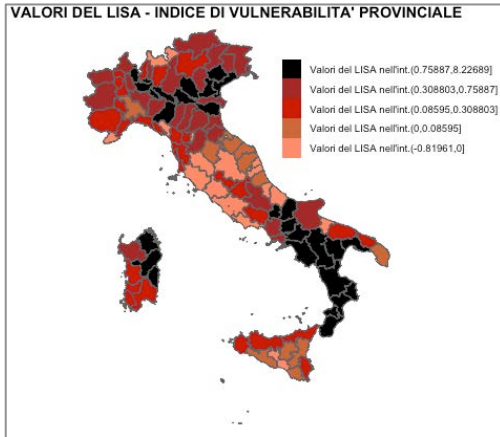 VALORI DEL LISA - INDICE DI VULNERABILITA' PROVINCIALE
Valori del LISA nell'int.(0.75887,8.22689]
Valori del LISA nell'int.(0.308803,0.75887]
Valori del LISA nell'int.(0.08595,0.308803]
Valori del LISA nell'int.(0,0.08595]
Valori del LISA nell'int.(-0.81961,0]